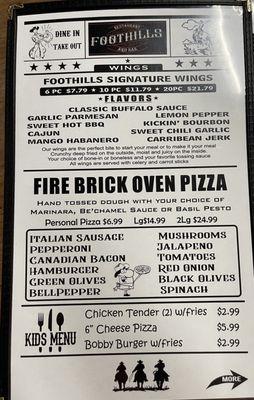 DINE IN
TAKE OUT
RESTAURANT
FOOTHILLS
AND BAR
WINGS
FOOTHILLS SIGNATURE WINGS
6 PC $7.79 ★ 10 PC $11.79 ★ 20PC $21.79
FLAVORS
CLASSIC BUFFALO SAUCE
GARLIC PARMESAN LEMON PEPPER
SWEET HOT BBQ KICKIN' BOURBON
CAJUN SWEET CHILI GARLIC
MANGO HABANERO CARRIBEAN JERK
Our wings are the perfect bite to start your meal or to make it your meal
Crunchy deep fried on the outside, moist and juicy on the inside.
Your choice of bone-in or boneless and your favorite tossing sauce
All wings are served with celery and carrot sticks
FIRE BRICK OVEN PIZZA
HAND TOSSED DOUGH WITH YOUR CHOICE OF
MARINARA, BE'CHAMEL SAUCE OR BASIL PESTO
Personal Pizza $6.99 Lg$14.99 2Lg $24.99
ITALIAN SAUSAGE MUSHROOMS
PEPPERONI JALAPENO
CANADIAN BACON TOMATOES
HAMBURGER RED ONION
GREEN OLIVES BLACK OLIVES
BELLPEPPER SPINACH
KIDS MENU
Chicken Tender (2) w/fries $2.99
6" Cheese Pizza $5.99
Bobby Burger w/fries $2.99
MORE